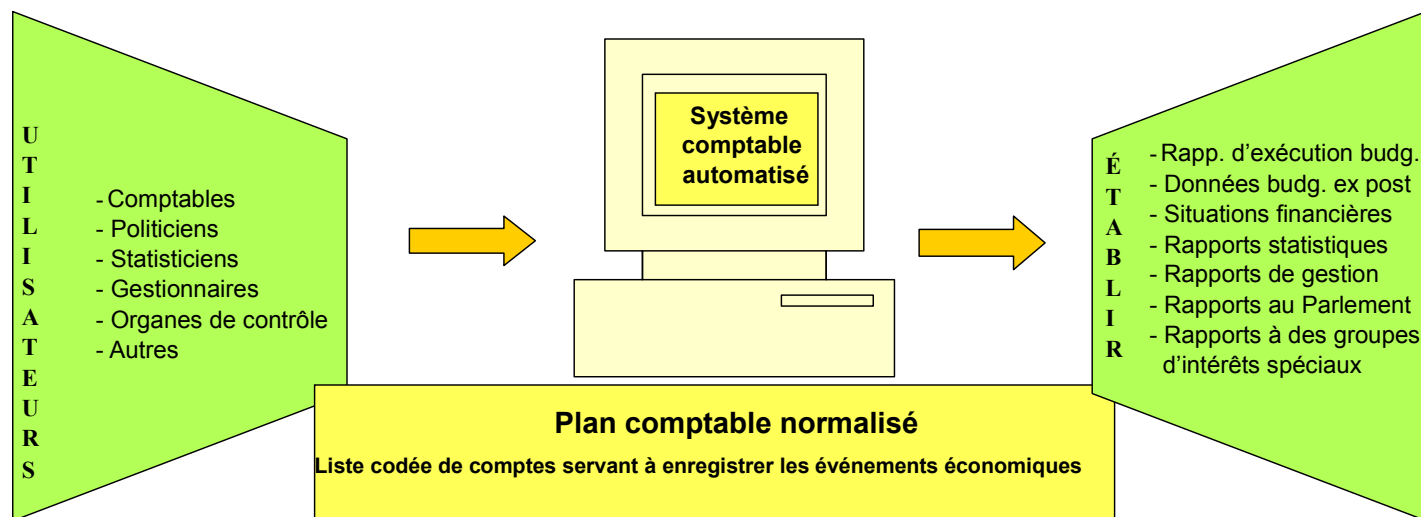 UTILISATEURS
- Comptables
- Politiciens
- Statisticiens
- Gestionnaires
- Organes de contrôle
- Autres
Système
comptable
automatisé
ÉTABLIR
- Rapp. d’exécution budg.
- Données budg. ex post
- Situations financières
- Rapports statistiques
- Rapports de gestion
- Rapports au Parlement
- Rapports à des groupes
d’intérêts spéciaux
Plan comptable normalisé
Liste codée de comptes servant à enregistrer les événements économiques